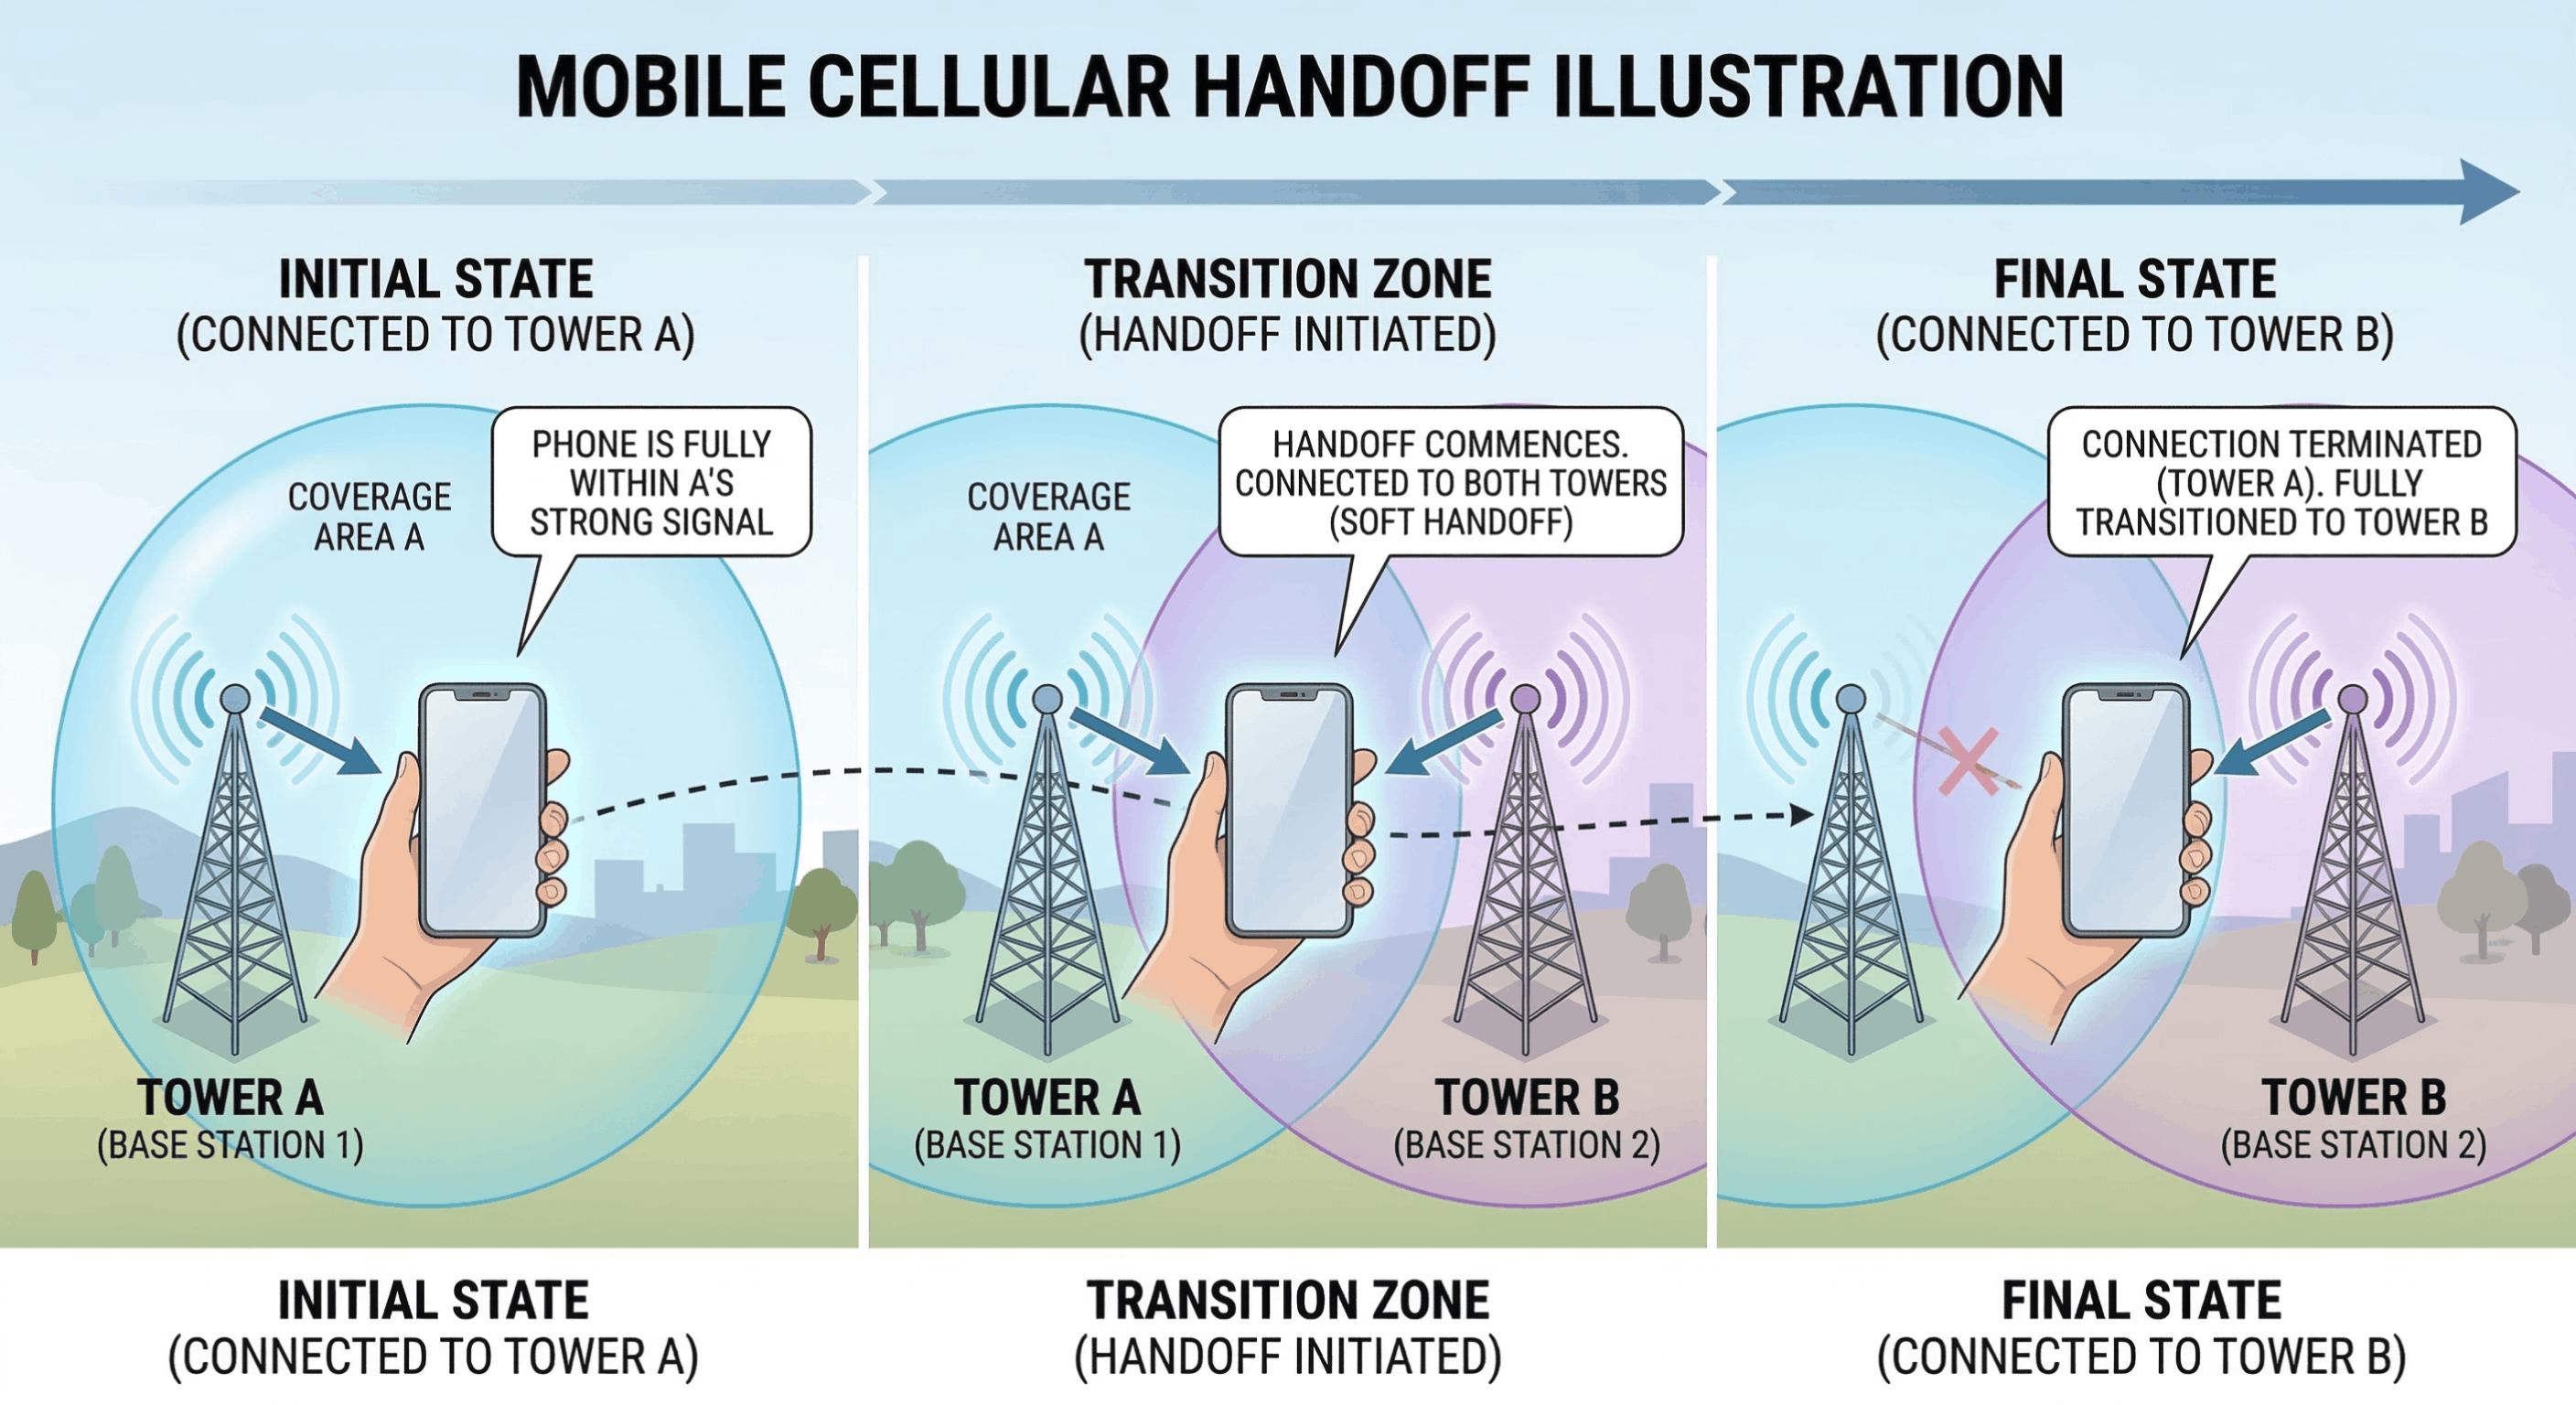 MOBILE CELLULAR HANDOFF ILLUSTRATION
INITIAL STATE
(CONNECTED TO TOWER A)
COVERAGE
AREA A
PHONE IS FULLY
WITHIN A'S
STRONG SIGNAL
TOWER A
(BASE STATION 1)
INITIAL STATE
(CONNECTED TO TOWER A)
TRANSITION ZONE
(HANDOFF INITIATED)
COVERAGE
AREA A
HANDOFF COMMENCES.
CONNECTED TO BOTH TOWERS
(SOFT HANDOFF)
TOWER A
(BASE STATION 1)
TOWER B
(BASE STATION 2)
TRANSITION ZONE
(HANDOFF INITIATED)
FINAL STATE
(CONNECTED TO TOWER B)
CONNECTION TERMINATED
(TOWER A). FULLY
TRANSITIONED TO TOWER B
TOWER B
(BASE STATION 2)
FINAL STATE
(CONNECTED TO TOWER B)